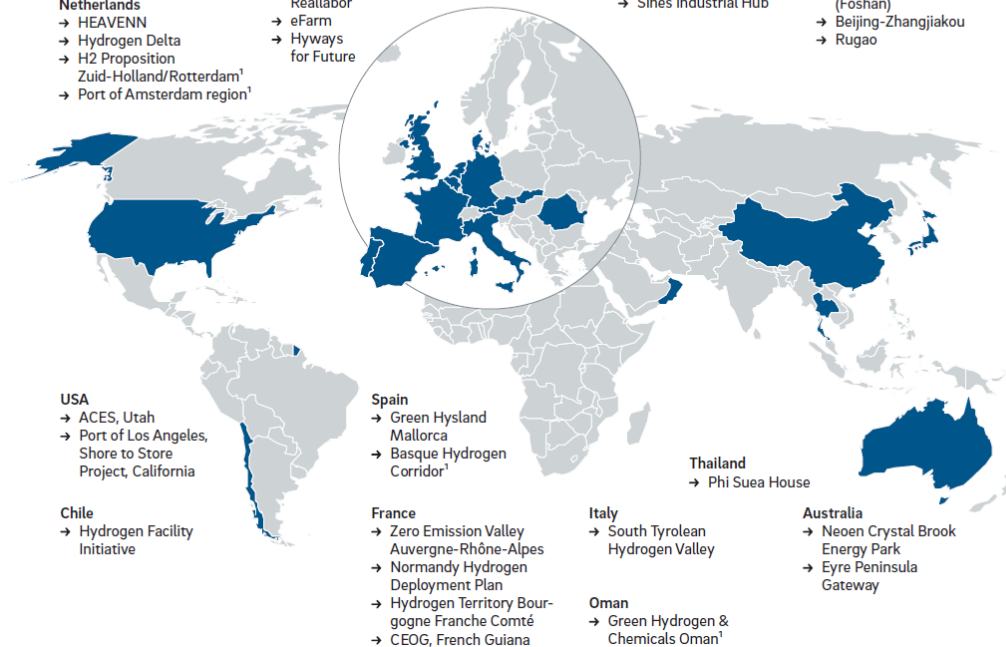 Netherlands
→ HEAVENN
→ Hydrogen Delta
→ H2 Proposition
Zuid-Holland/Rotterdam¹
→ Port of Amsterdam region¹
Reallabor
→ eFarm
→ Hyways
for Future
→ Sines Industrial Hub
(Foshan)
→ Beijing-Zhangjiakou
→ Rugao
USA
→ ACES, Utah
→ Port of Los Angeles,
Shore to Store
Project, California
Chile
→ Hydrogen Facility
Initiative
Spain
→ Green Hysland
Mallorca
→ Basque Hydrogen
Corridor¹
France
→ Zero Emission Valley
Auvergne-Rhône-Alpes
→ Normandy Hydrogen
Deployment Plan
→ Hydrogen Territory Bour-
gogne Franche Comté
→ CEOG, French Guiana
Italy
→ South Tyrolean
Hydrogen Valley
Oman
→ Green Hydrogen &
Chemicals Oman¹
Thailand
→ Phi Suea House
Australia
→ Neoen Crystal Brook
Energy Park
→ Eyre Peninsula
Gateway